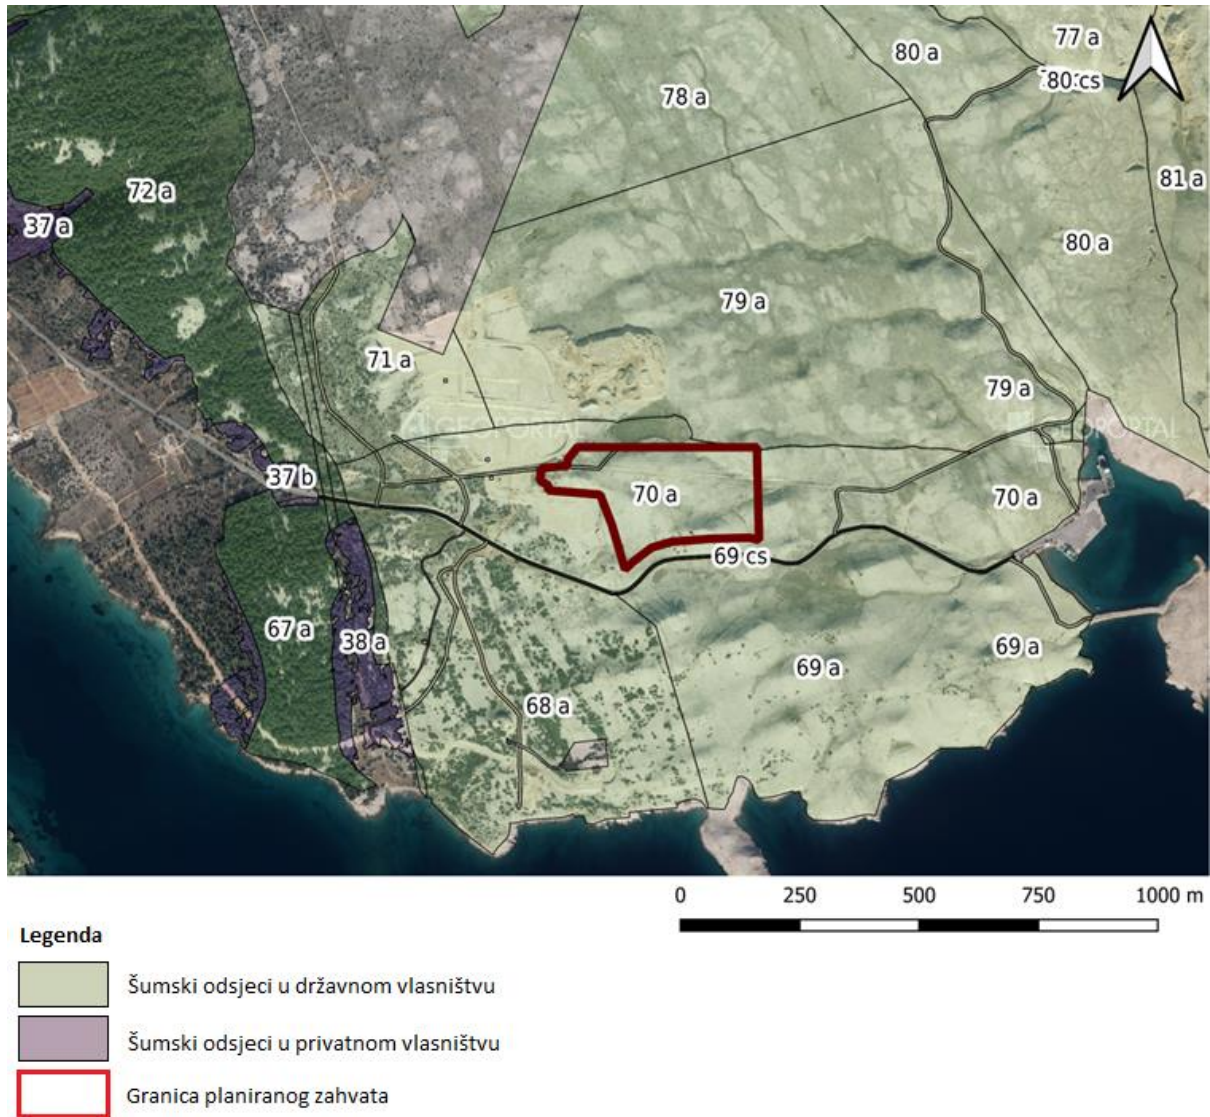 77 a
80 a
80 cs
78 a
72 a
81 a
37 a
80 a
79 a
71 a
79 a
GEOPORTAL
GEOPORTAL
37 b
70 a
70 a
69 cs
67 a
38 a
69 a
69 a
68 a
0 250 500 750 1000 m
Legenda
Šumski odsjeci u državnom vlasništvu
Šumski odsjeci u privatnom vlasništvu
Granica planiranog zahvata